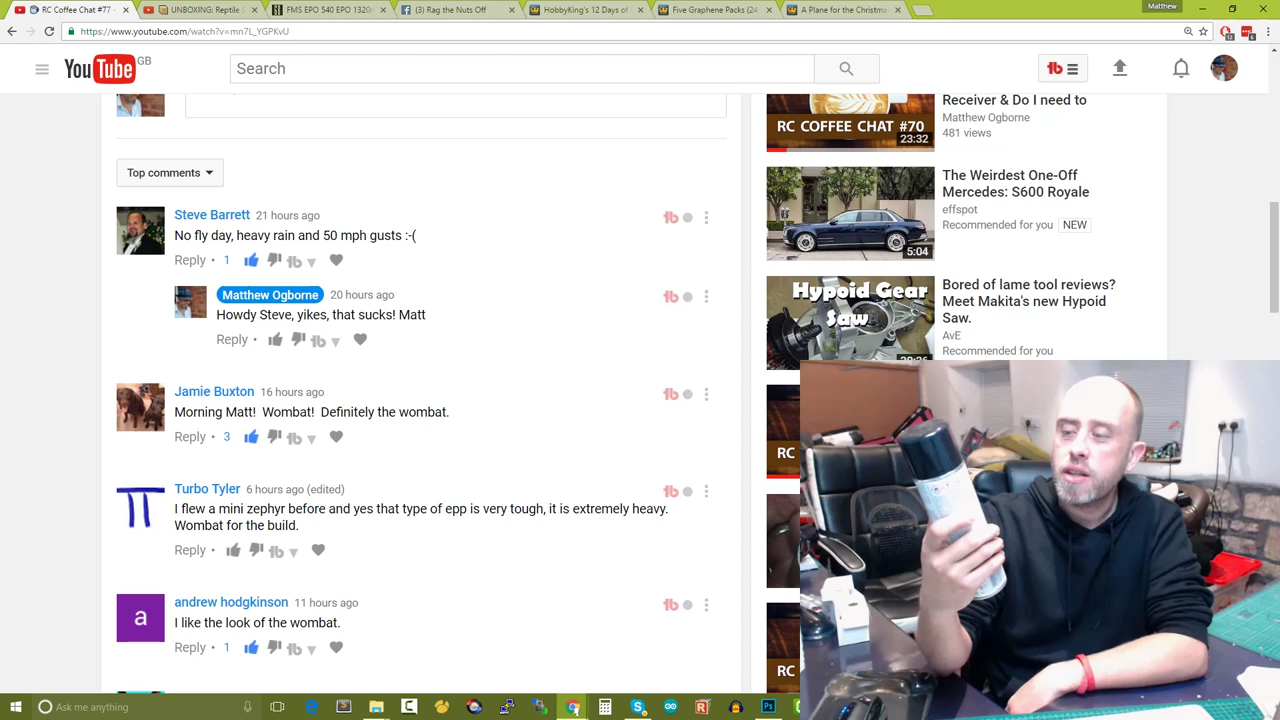 Matthew
RC Coffee Chat #77 -
UNBOXING: Reptile S
FMS EPO 540 EPO 1320
(3) Rag the Nuts Off
HobbyKing's 12 Days of
Five Graphene Packs (24
A Plane for the Christma
https://www.youtube.com/watch?v=mn7L_YGPKvU
YouTube GB
Search
Top comments
Steve Barrett 21 hours ago
No fly day, heavy rain and 50 mph gusts :-(
Reply · 1
Matthew Ogborne 20 hours ago
Howdy Steve, yikes, that sucks! Matt
Reply ·
Jamie Buxton 16 hours ago
Morning Matt! Wombat! Definitely the wombat.
Reply · 3
Turbo Tyler 6 hours ago (edited)
I flew a mini zephyr before and yes that type of epp is very tough, it is extremely heavy.
Wombat for the build.
Reply ·
a
andrew hodgkinson 11 hours ago
I like the look of the wombat.
Reply · 1
RC COFFEE CHAT #70
23:32
Receiver & Do I need to
Matthew Ogborne
481 views
5:04
The Weirdest One-Off
Mercedes: S600 Royale
effspot
Recommended for you NEW
Hypoid Gear
Saw
Bored of lame tool reviews?
Meet Makita's new Hypoid
Saw.
AvE
Recommended for you
RC
RC
Ask me anything